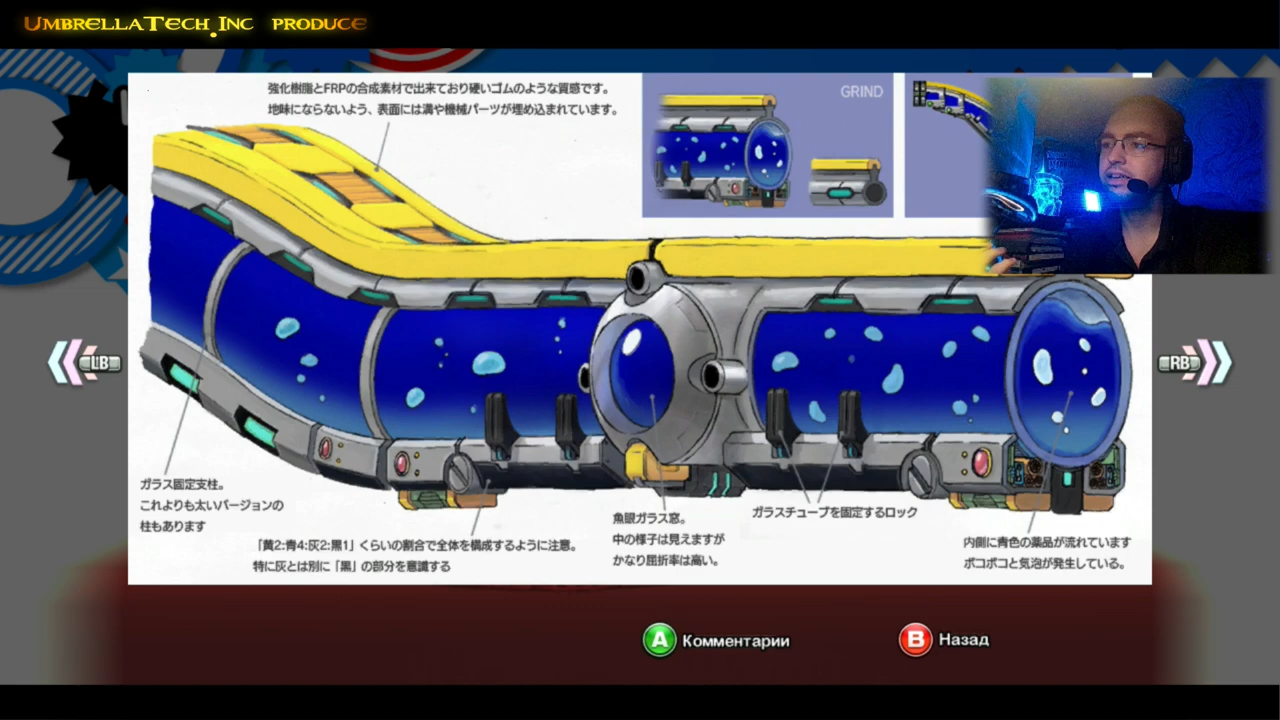 UmbrellaTech.Inc produce
強化樹脂とFRPの合成素材で出来ており硬いゴムのような質感です。
地味にならないよう、表面には溝や機械パーツが埋め込まれています。
GRIND
LB
RB
ガラス固定支柱。
これよりも太いバージョンの
柱もあります
「黄2:青4:灰2:黒1」くらいの割合で全体を構成するように注意。
特に灰とは別に「黒」の部分を意識する
魚眼ガラス窓。
中の様子は見えますが
かなり屈折率は高い。
ガラスチューブを固定するロック
内側に青色の薬品が流れています
ボコボコと気泡が発生している。
A Комментарии
B Назад